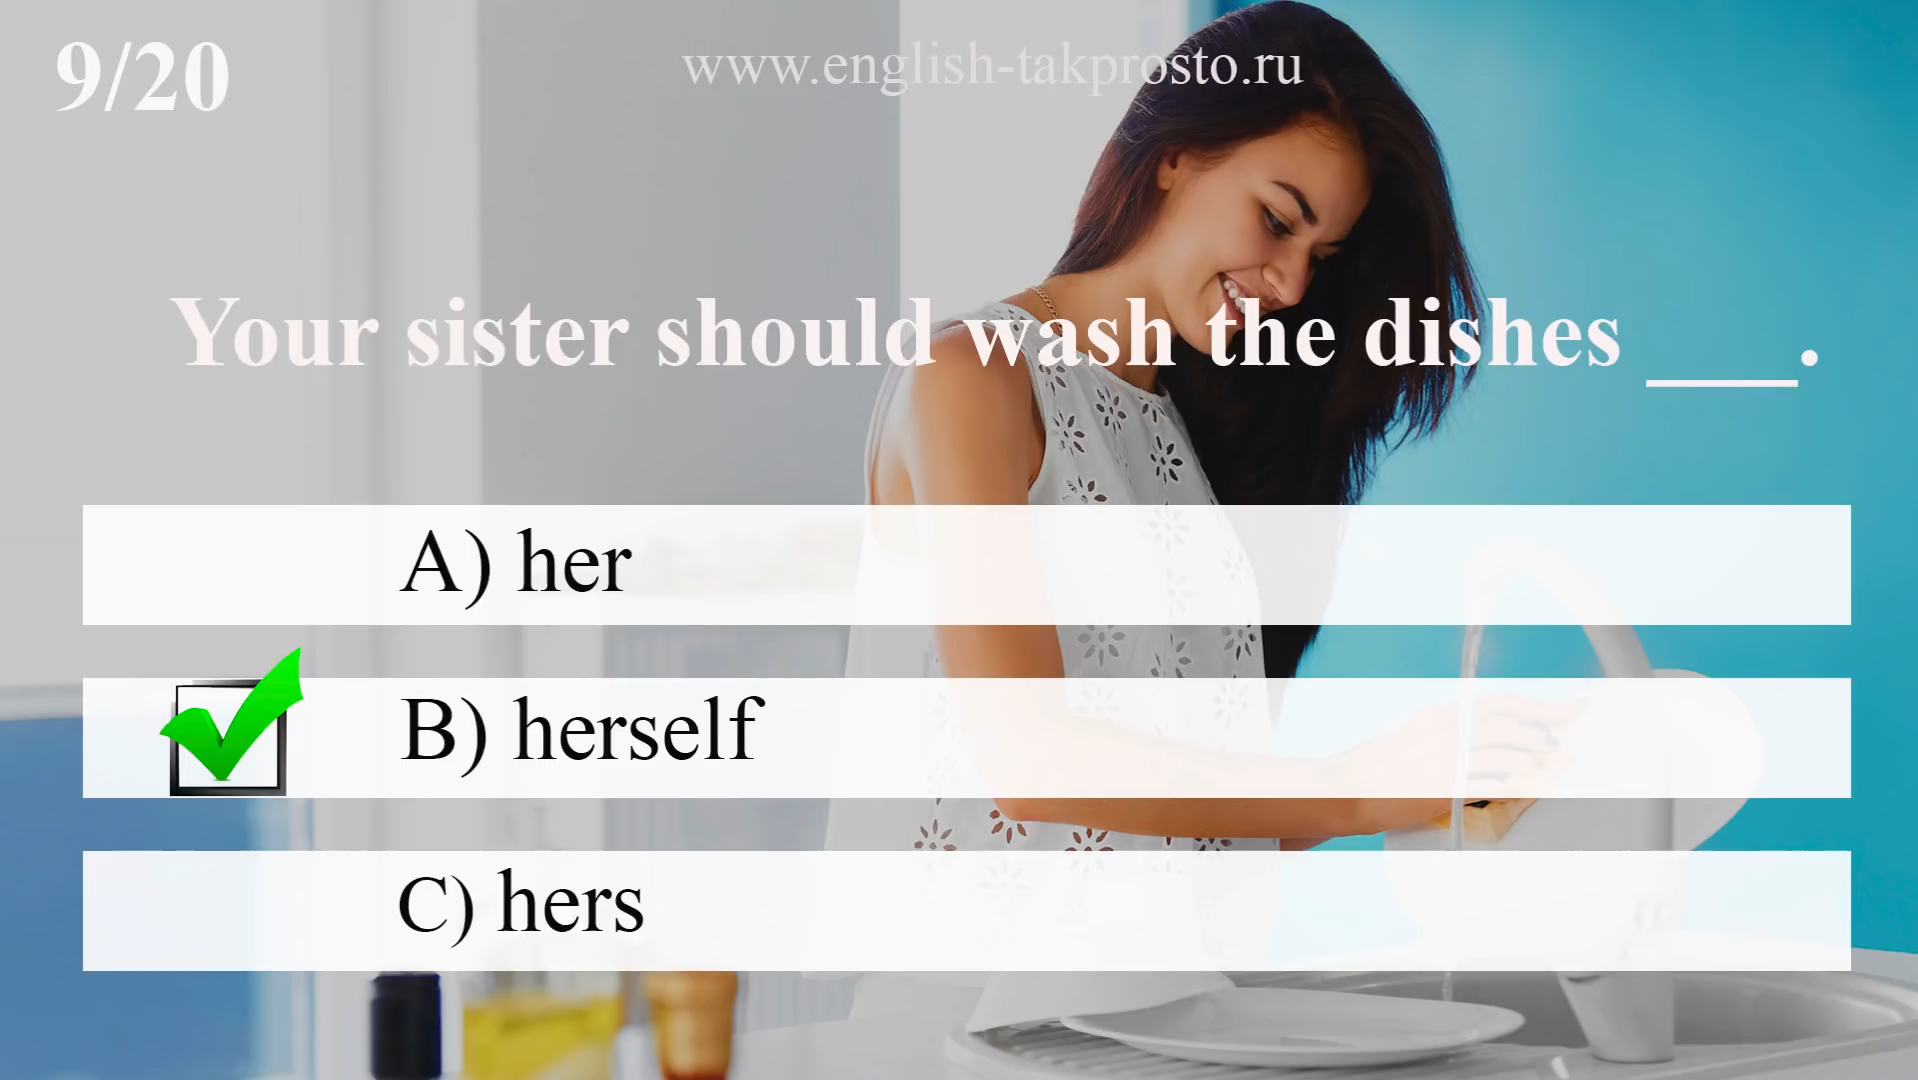 9/20
www.english-takprosto.ru
Your sister should wash the dishes ___.
A) her
B) herself
C) hers